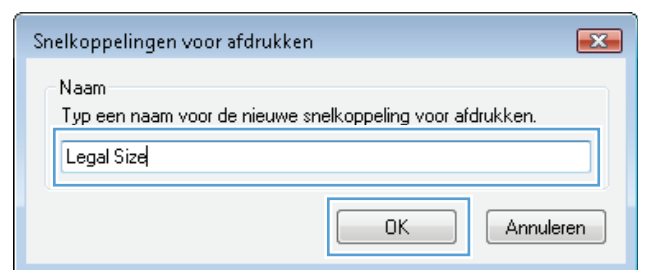 Snelkoppelingen voor afdrukken
Naam
Typ een naam voor de nieuwe snelkoppeling voor afdrukken.
Legal Size
OK
Annuleren